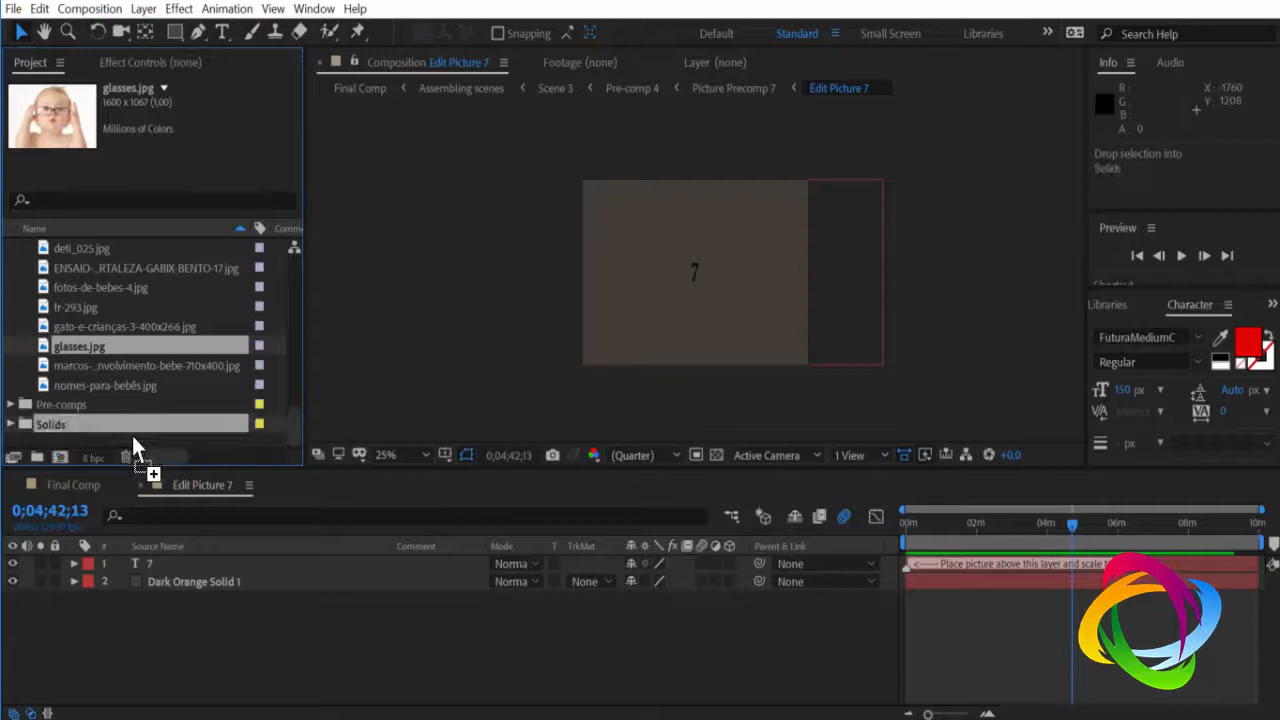 File Edit Composition Layer Effect Animation View Window Help
Snapping Default Standard Small Screen Libraries Search Help
Project Effect Controls (none) Composition Edit Picture 7 Footage (none) Layer (none) Info Audio
glasses.jpg
1600 x 1067 (1,00)
Millions of Colors
Final Comp Assembling scenes Scene 3 Pre-comp 4 Picture Precomp 7 Edit Picture 7
R: X: -1760
G: Y: 1208
B:
A: 0
Drop selection into
Solids
Name Comme
deti_025.jpg
ENSAIO-_RTALEZA-GABIX-BENTO-17.jpg
fotos-de-bebes-4.jpg
fr-293.jpg
gato-e-crianças-3-400x266.jpg
glasses.jpg
marcos-_nvolvimento-bebe-710x400.jpg
nomes-para-bebês.jpg
Pre-comps
Solids
7
Preview
Libraries Character
FuturaMediumC
Regular
150 px Auto px
Metrics 0
- px
8 bpc 25% 0;04;42;13 (Quarter) Active Camera 1 View +0,0
Final Comp Edit Picture 7
0;04;42;13
00m 02m 04m 06m 08m 10m
# Source Name Comment Mode T TrkMat Parent & Link
1 T 7 Norma None
<----- Place picture above this layer and scale
2 Dark Orange Solid 1 Norma None None